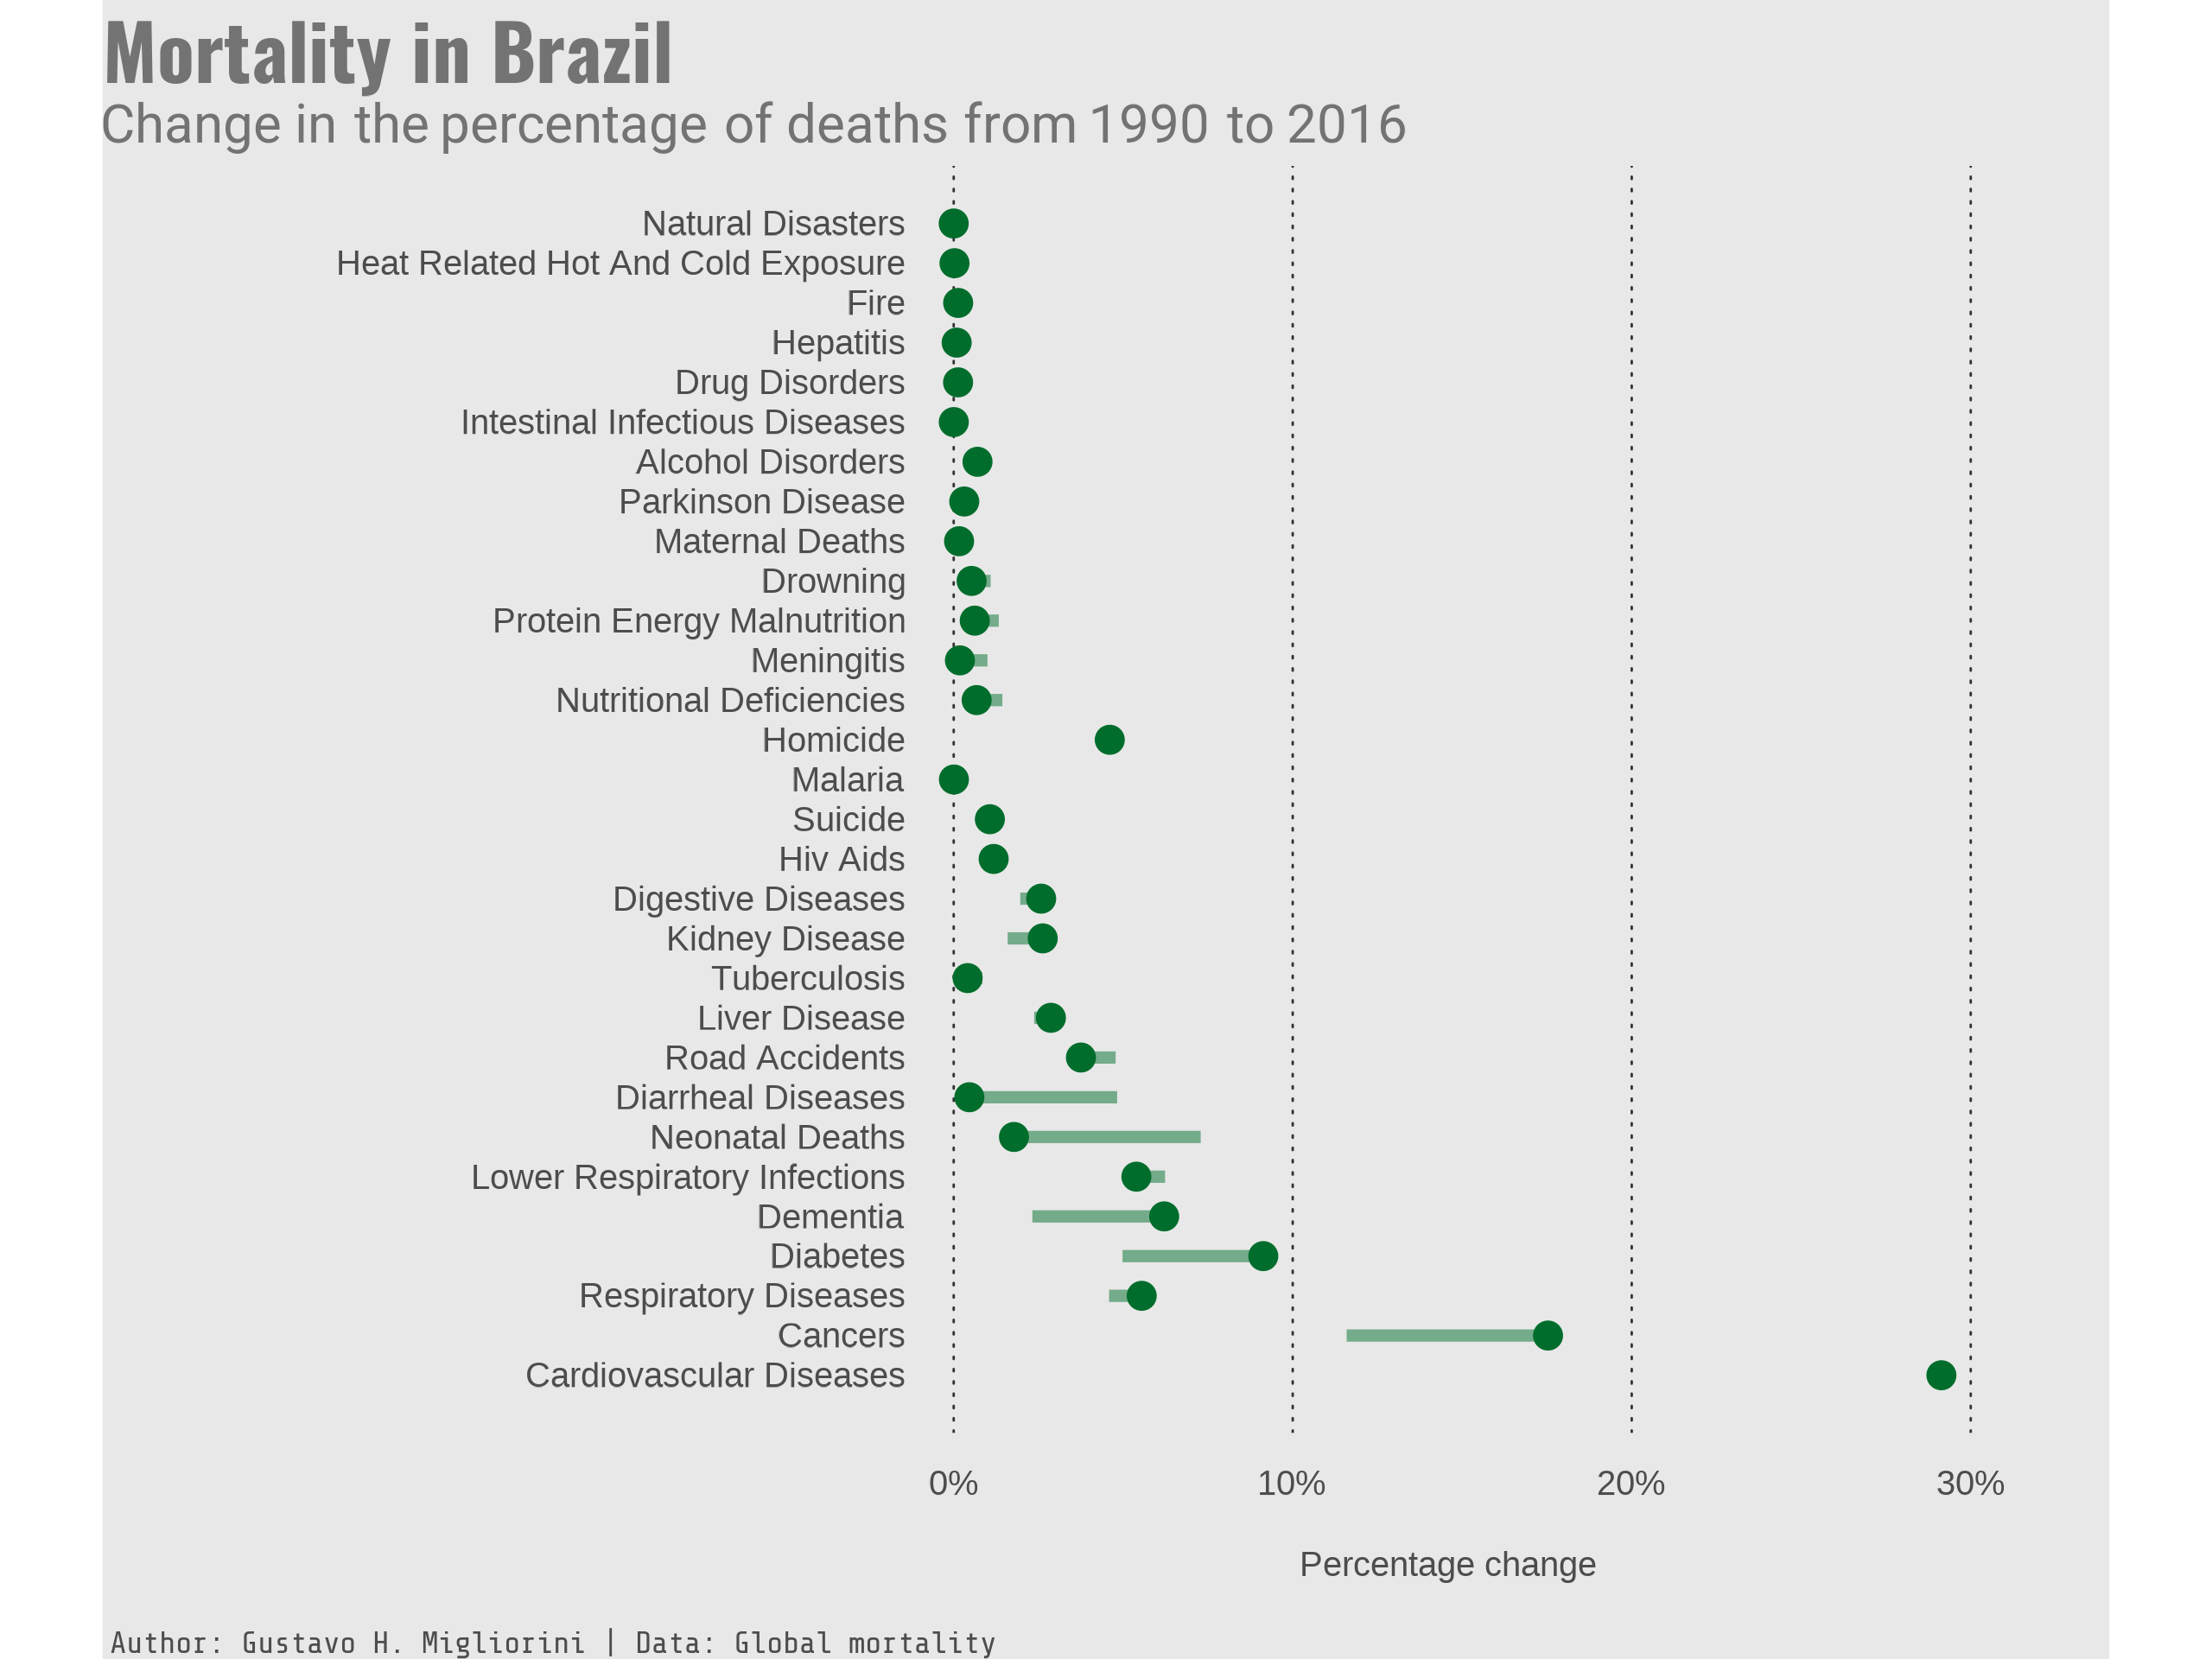 Mortality in Brazil
Change in the percentage of deaths from 1990 to 2016
Natural Disasters
Heat Related Hot And Cold Exposure
Fire
Hepatitis
Drug Disorders
Intestinal Infectious Diseases
Alcohol Disorders
Parkinson Disease
Maternal Deaths
Drowning
Protein Energy Malnutrition
Meningitis
Nutritional Deficiencies
Homicide
Malaria
Suicide
Hiv Aids
Digestive Diseases
Kidney Disease
Tuberculosis
Liver Disease
Road Accidents
Diarrheal Diseases
Neonatal Deaths
Lower Respiratory Infections
Dementia
Diabetes
Respiratory Diseases
Cancers
Cardiovascular Diseases
0% 10% 20% 30%
Percentage change
Author: Gustavo H. Migliorini | Data: Global mortality